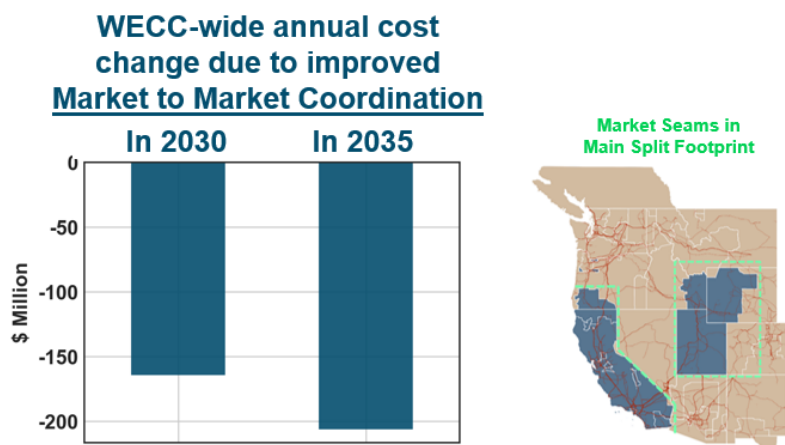 WECC-wide annual cost
change due to improved
Market to Market Coordination
In 2030
In 2035
0
-50
-100
-150
-200
$ Million
Market Seams in
Main Split Footprint